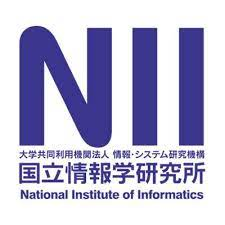 NII
大学共同利用機関法人 情報・システム研究機構
国立情報学研究所
National Institute of Informatics